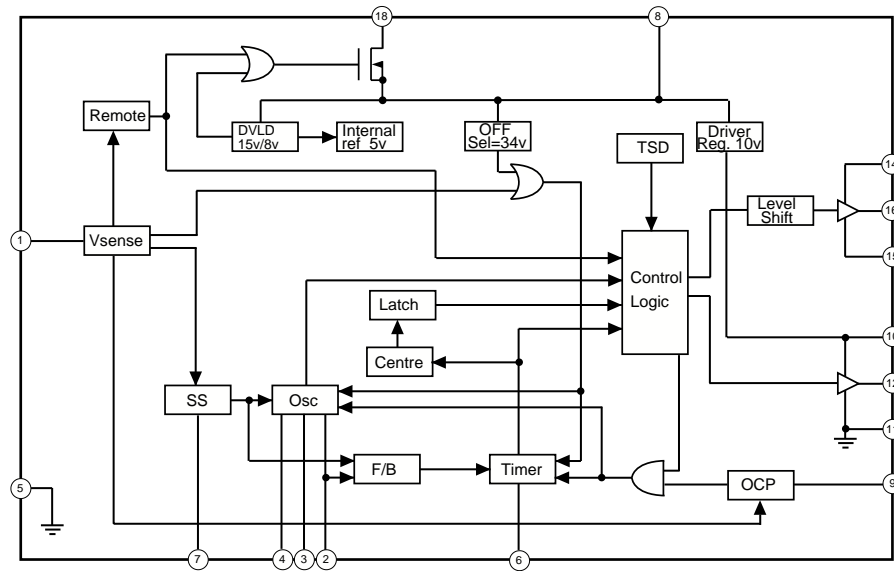 18
8
Remote
DVLD
15v/8v
Internal
ref 5v
OFF
Sel=34v
TSD
Driver
Reg. 10v
14
Level
Shift
16
1
Vsense
15
Control
Logic
Latch
10
Centre
12
SS
Osc
11
F/B
Timer
OCP
9
5
7
4
3
2
6